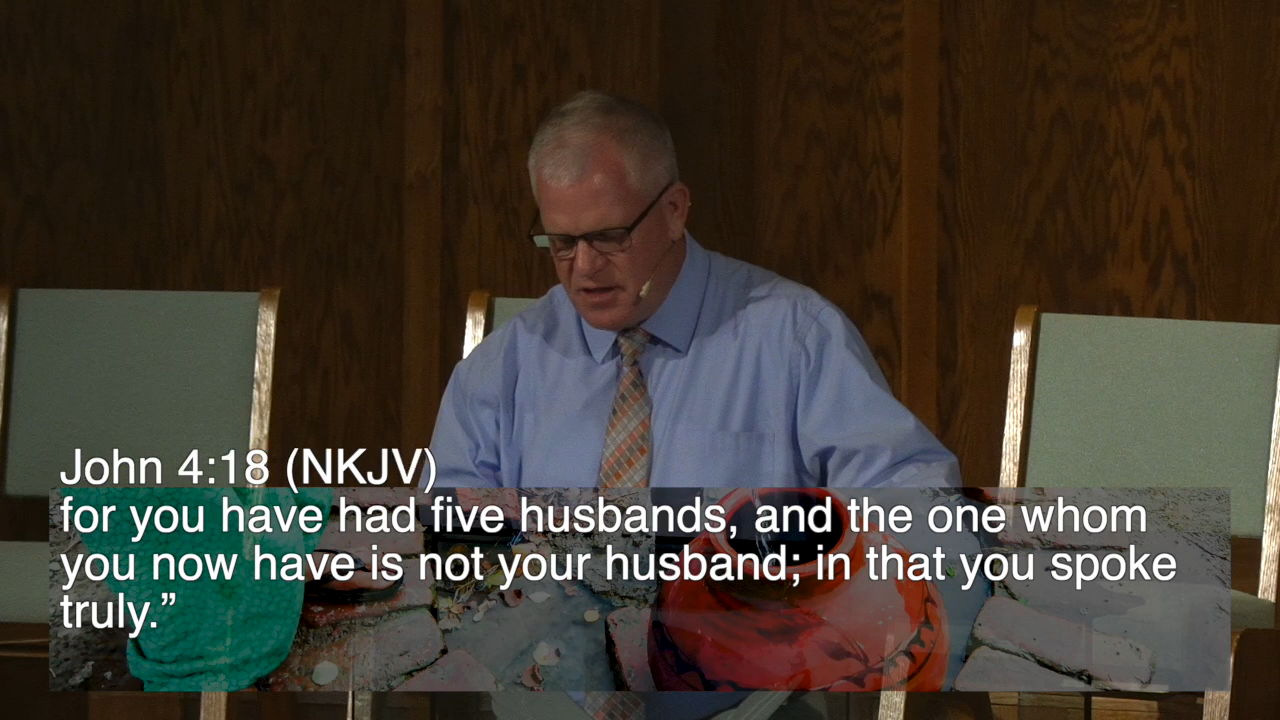 John 4:18 (NKJV)
for you have had five husbands, and the one whom
you now have is not your husband; in that you spoke
truly.”